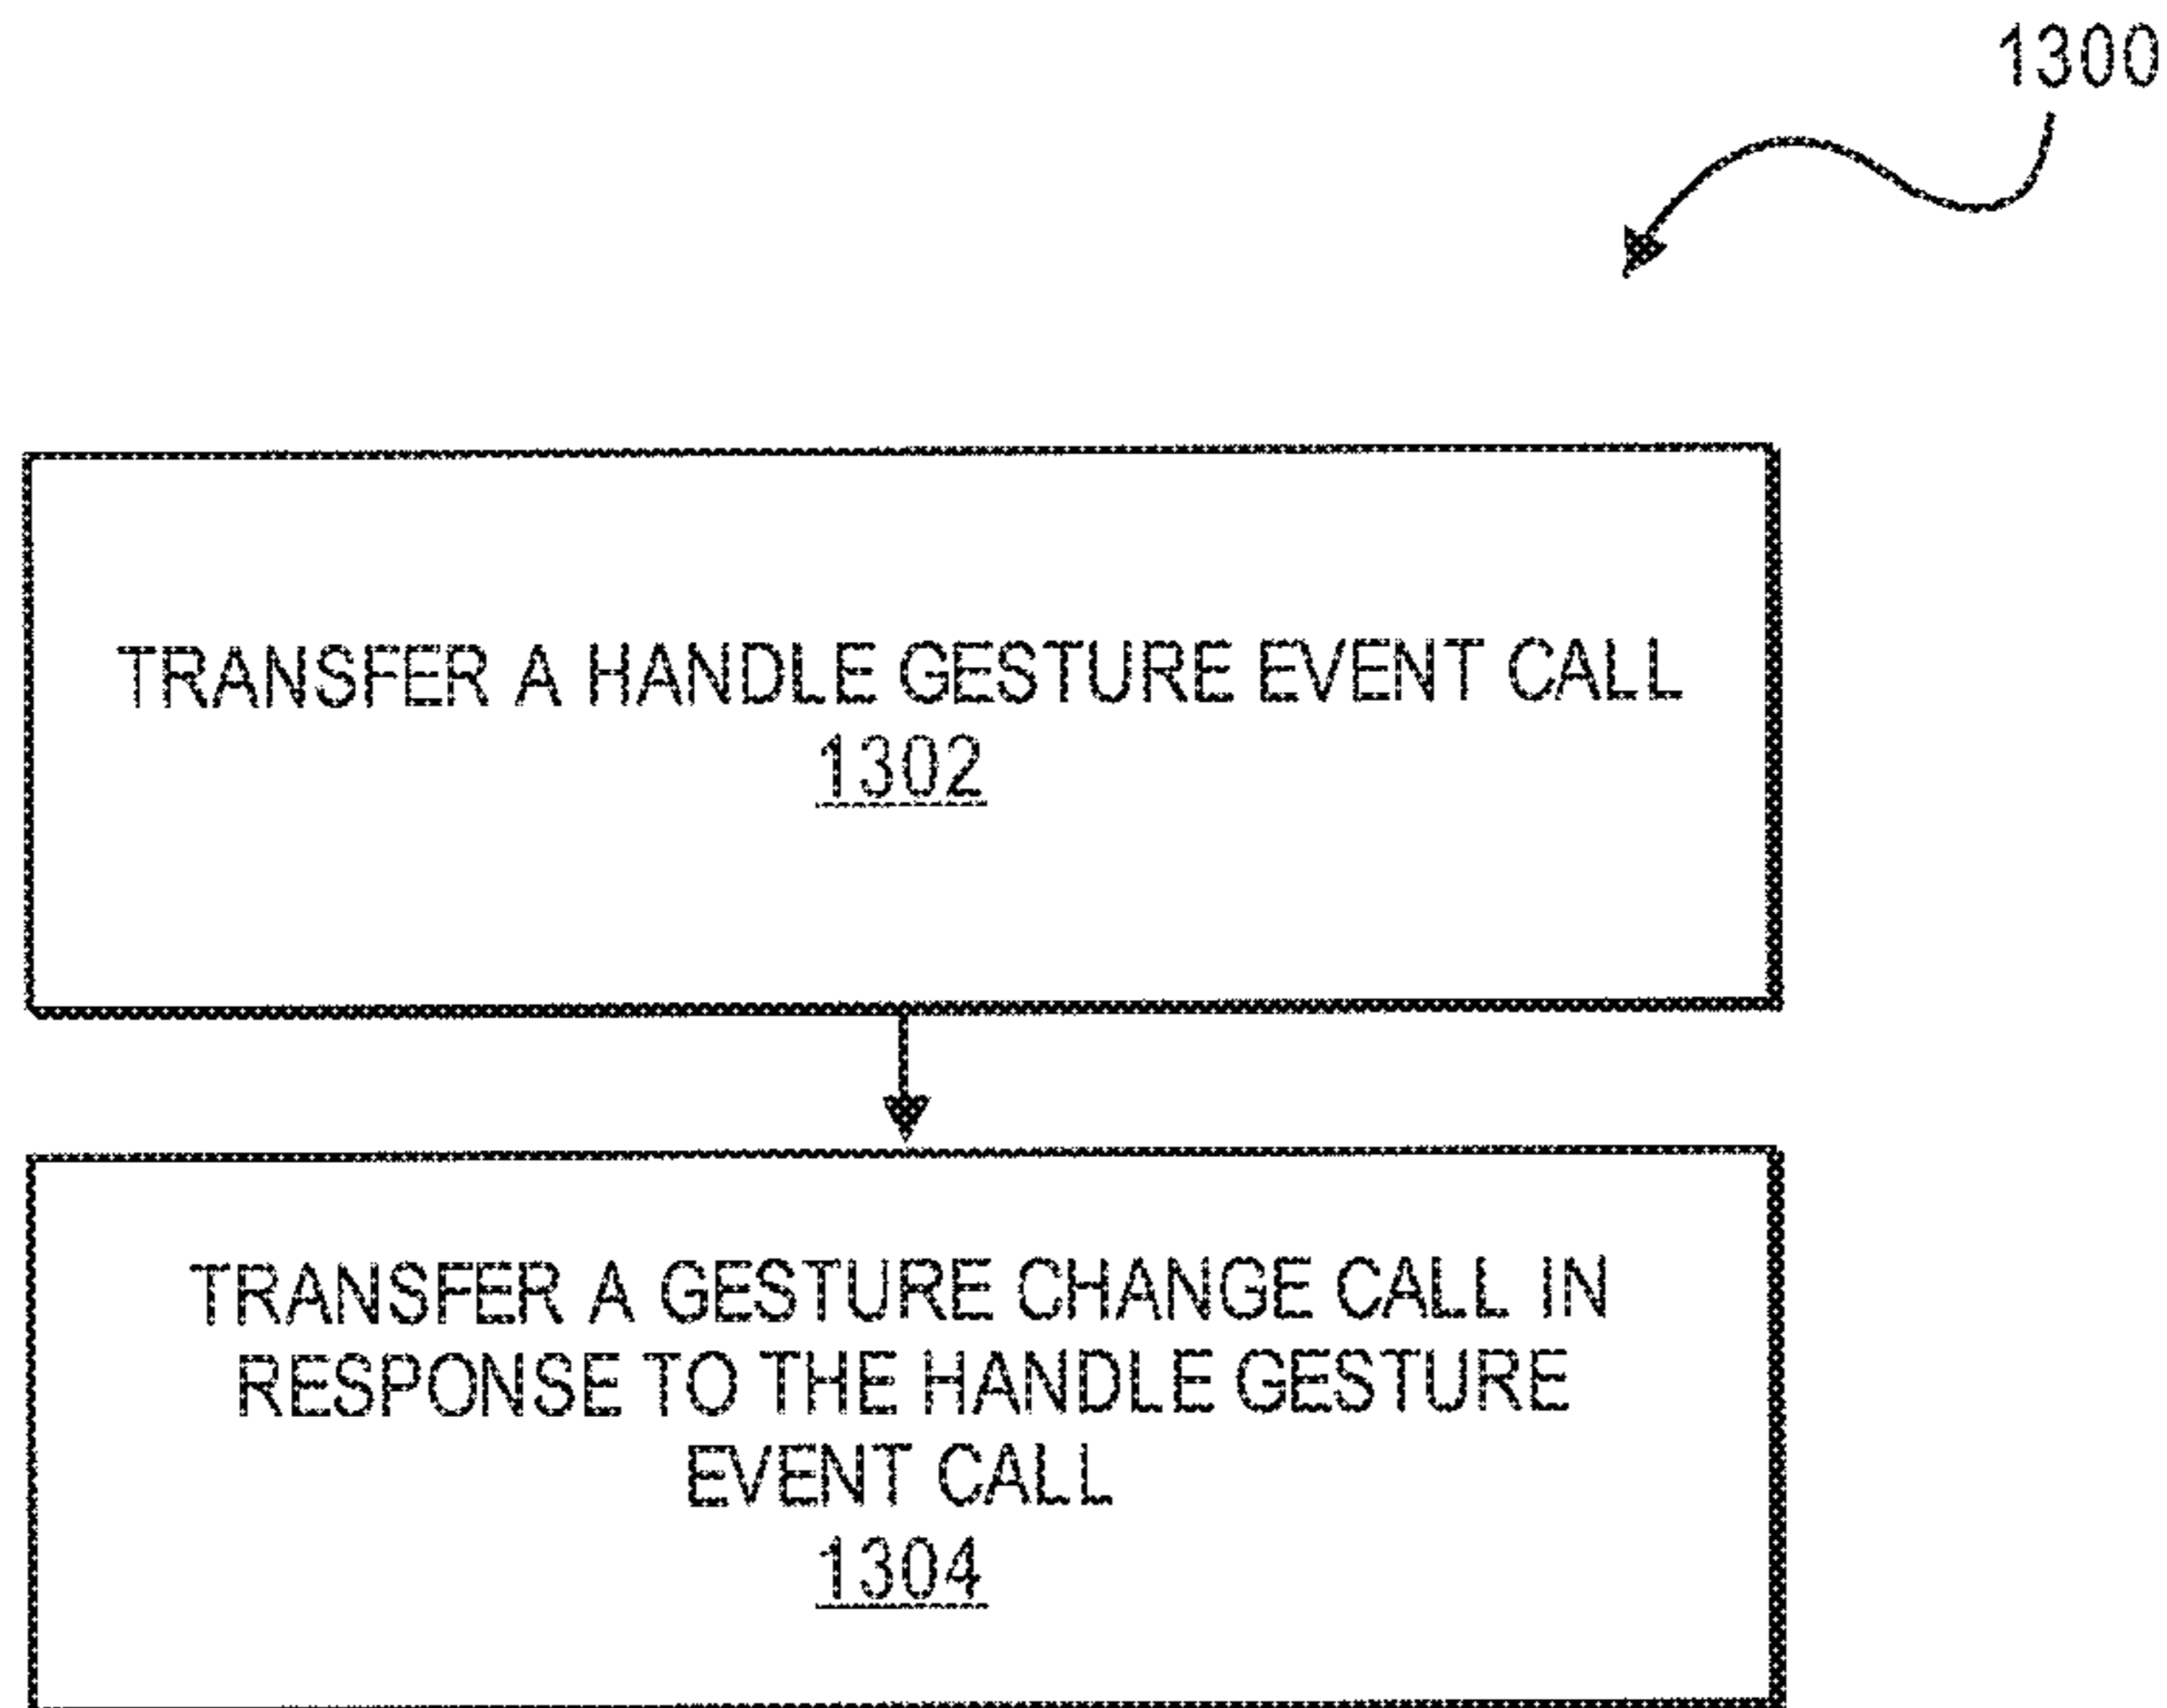 1300
TRANSFER A HANDLE GESTURE EVENT CALL
1302
TRANSFER A GESTURE CHANGE CALL IN
RESPONSE TO THE HANDLE GESTURE
EVENT CALL
1304